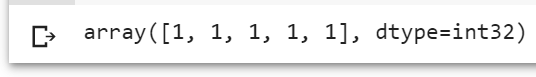 array([1, 1, 1, 1, 1], dtype=int32)